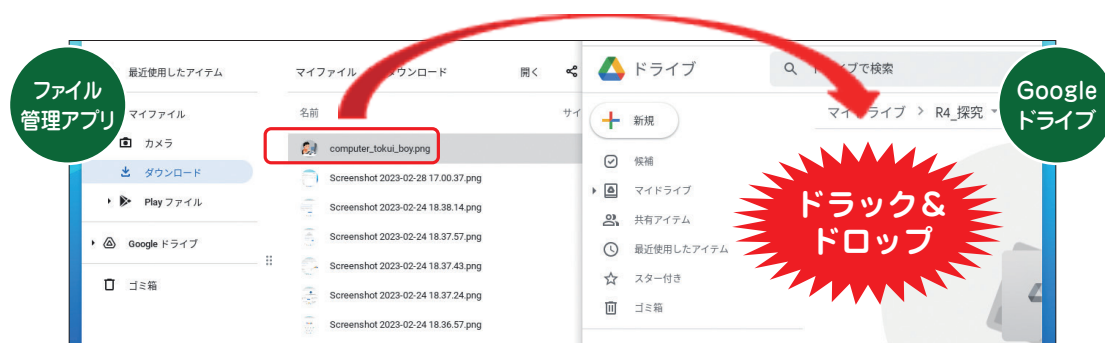 ファイル
管理アプリ
最近使用したアイテム
マイファイル
カメラ
ダウンロード
Play ファイル
Google ドライブ
ゴミ箱
マイファイル
ウンロード
開く
名前
サイ
computer_tokui_boy.png
Screenshot 2023-02-28 17.00.37.png
Screenshot 2023-02-24 18.38.14.png
Screenshot 2023-02-24 18.37.57.png
Screenshot 2023-02-24 18.37.43.png
Screenshot 2023-02-24 18.37.24.png
Screenshot 2023-02-24 18.36.57.png
ドライブ
新規
候補
マイドライブ
共有アイテム
最近使用したアイテム
スター付き
ゴミ箱
ドライブで検索
マイドライブ > R4_探究
Google
ドライブ
ドラック&
ドロップ